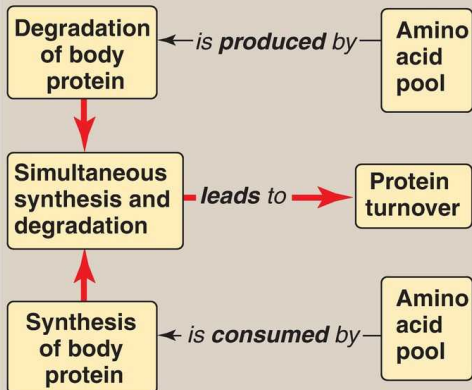 Degradation
of body
protein
is produced by
Amino
acid
pool
Simultaneous
synthesis and
degradation
leads to
Protein
turnover
Synthesis
of body
protein
is consumed by
Amino
acid
pool